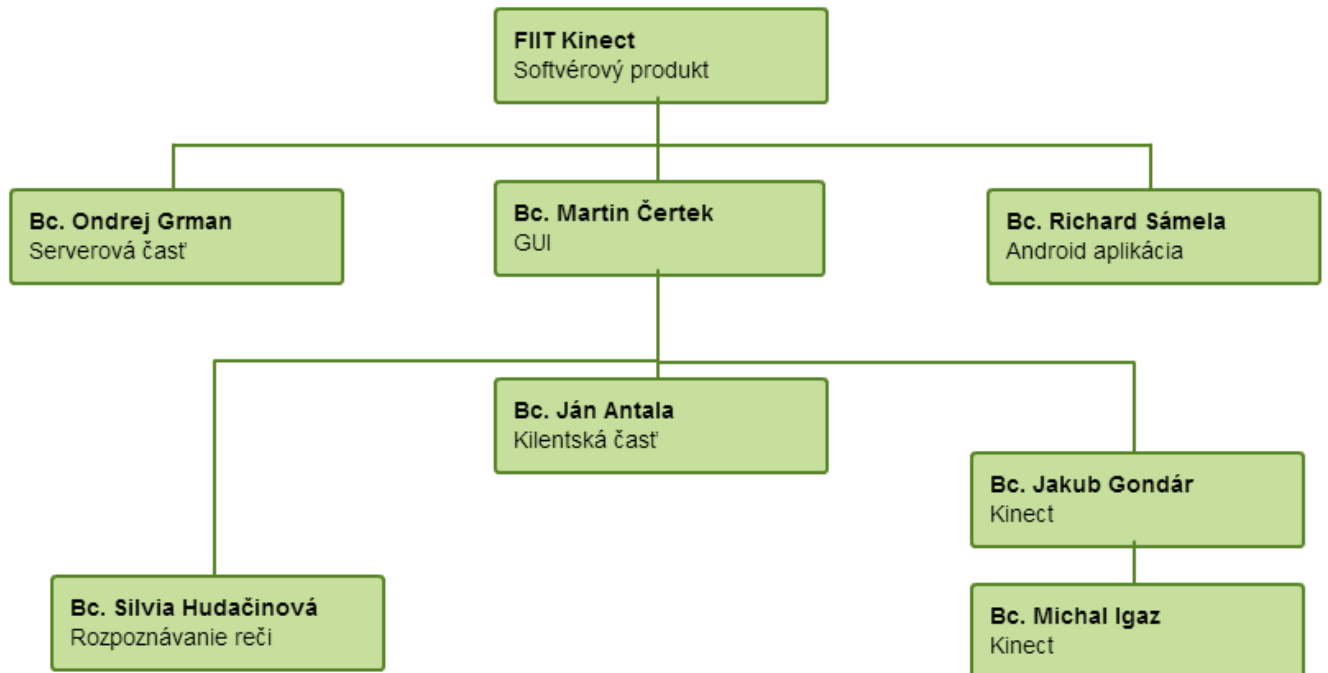 FIIT Kinect
Softvérový produkt
Bc. Ondrej Grman
Serverová časť
Bc. Martin Čertek
GUI
Bc. Richard Sámela
Android aplikácia
Bc. Ján Antala
Kilentská časť
Bc. Jakub Gondár
Kinect
Bc. Silvia Hudačinová
Rozpoznávanie reči
Bc. Michal Igaz
Kinect